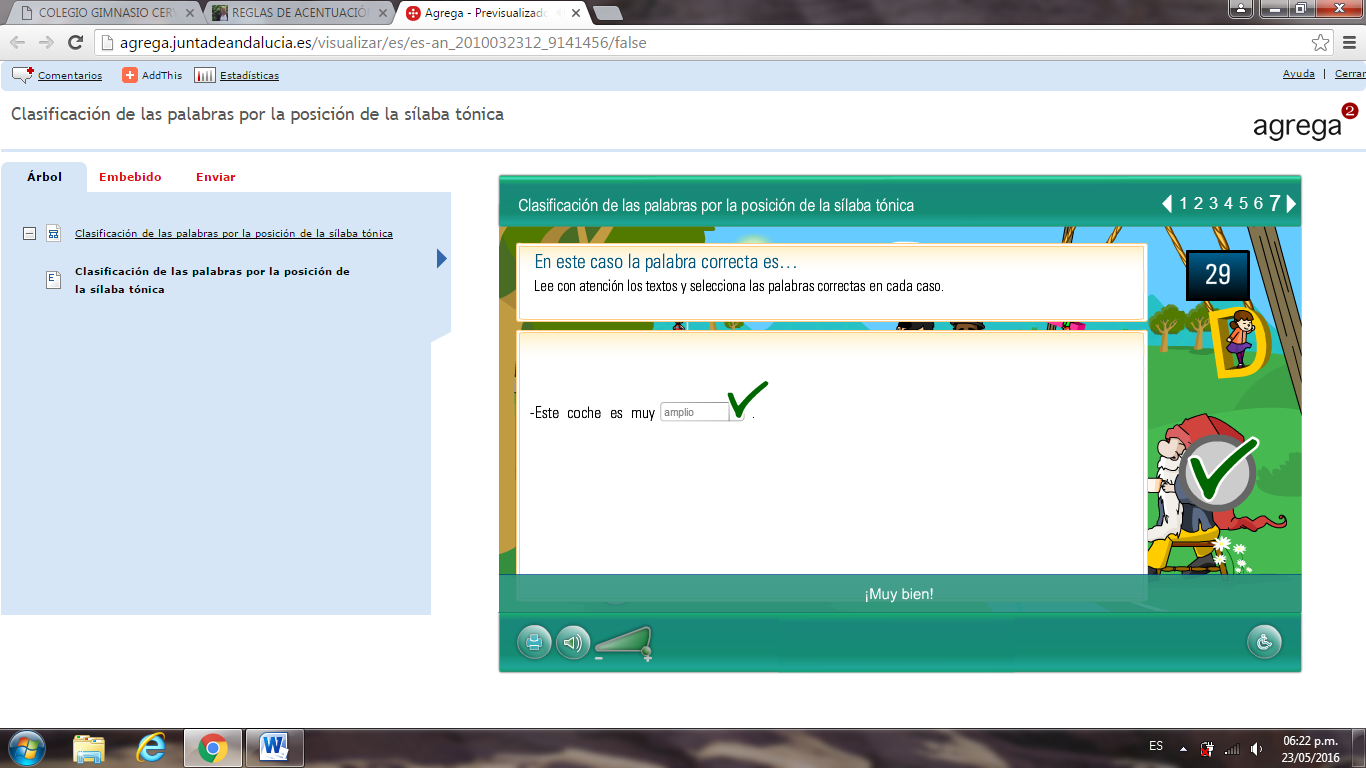 COLEGIO GIMNASIO CERV
REGLAS DE ACENTUACIÓ
Agrega - Previsualizado
agrega.juntadeandalucia.es/visualizar/es/es-an_2010032312_9141456/false
Comentarios
AddThis
Estadísticas
Ayuda | Cerrar
Clasificación de las palabras por la posición de la sílaba tónica
agrega 2
Árbol
Embebido
Enviar
Clasificación de las palabras por la posición de la sílaba tónica
Clasificación de las palabras por la posición de
la sílaba tónica
Clasificación de las palabras por la posición de la sílaba tónica
1 2 3 4 5 6 7
En este caso la palabra correcta es...
Lee con atención los textos y selecciona las palabras correctas en cada caso.
29
D
-Este coche es muy amplio .
¡Muy bien!
ES
06:22 p.m.
23/05/2016